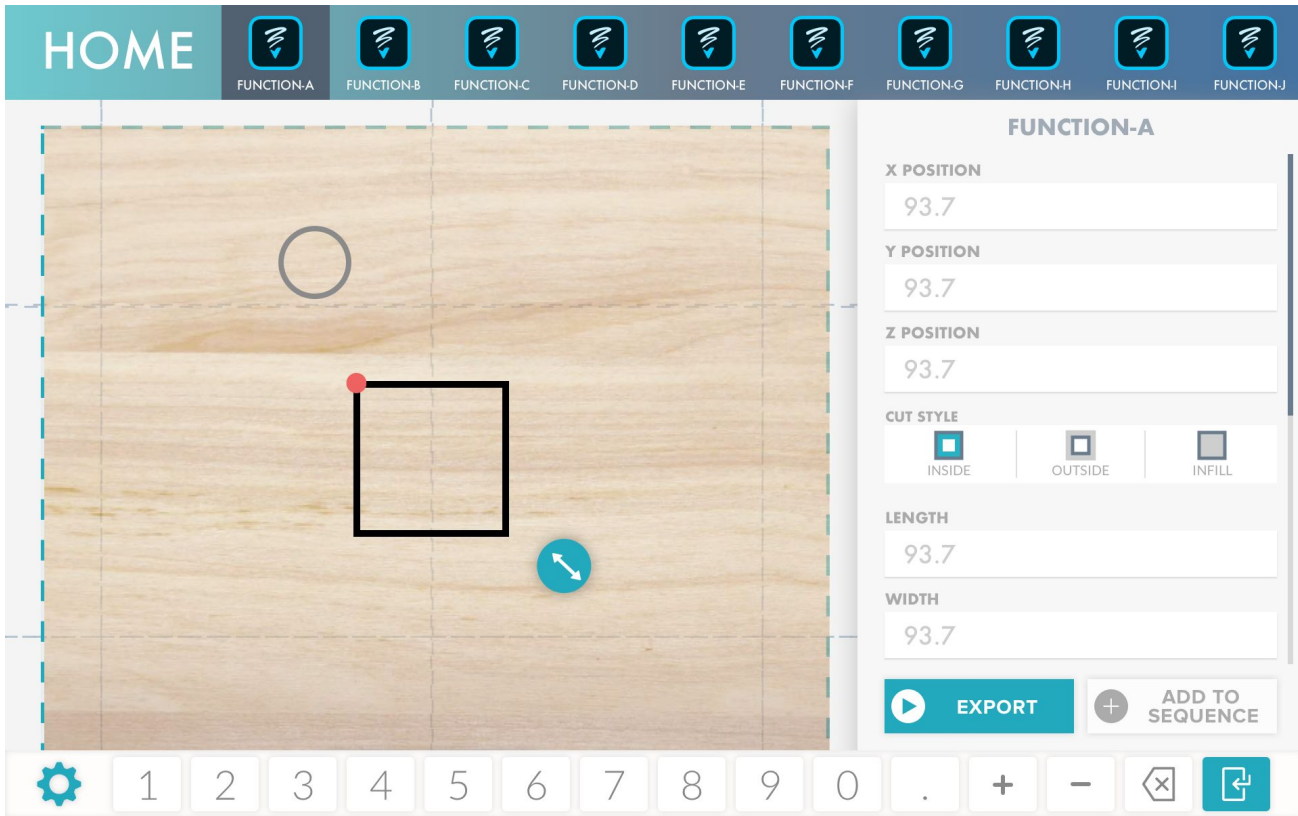 HOME
FUNCTION-A
FUNCTION-B
FUNCTION-C
FUNCTION-D
FUNCTION-E
FUNCTION-F
FUNCTION-G
FUNCTION-H
FUNCTION-I
FUNCTION-J
FUNCTION-A
X POSITION
93.7
Y POSITION
93.7
Z POSITION
93.7
CUT STYLE
INSIDE
OUTSIDE
INFILL
LENGTH
93.7
WIDTH
93.7
EXPORT
ADD TO
SEQUENCE
1 2 3 4 5 6 7 8 9 0 . + −